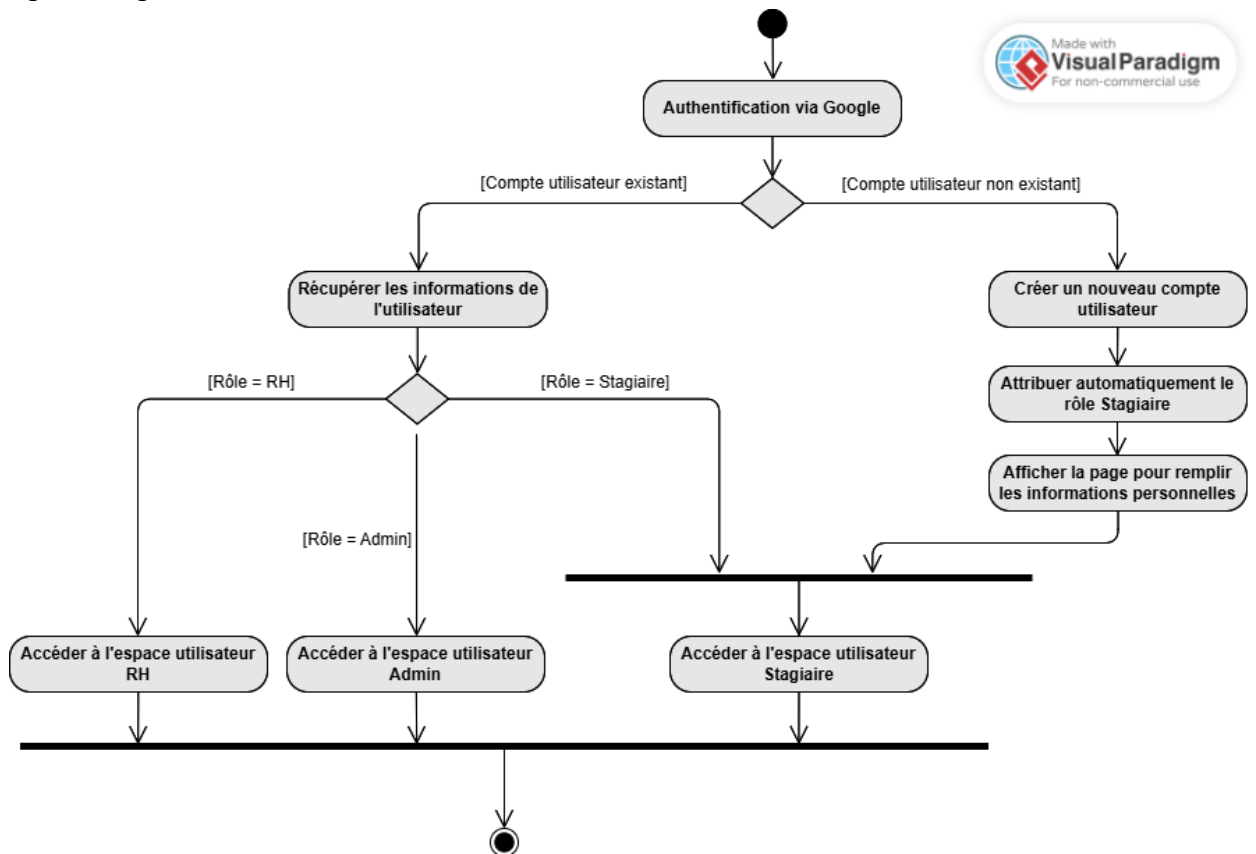 Made with
Visual Paradigm
For non-commercial use
Authentification via Google
[Compte utilisateur existant]
[Compte utilisateur non existant]
Récupérer les informations de
l'utilisateur
Créer un nouveau compte
utilisateur
[Rôle = RH]
[Rôle = Stagiaire]
Attribuer automatiquement le
rôle Stagiaire
Afficher la page pour remplir
les informations personnelles
[Rôle = Admin]
Accéder à l'espace utilisateur
RH
Accéder à l'espace utilisateur
Admin
Accéder à l'espace utilisateur
Stagiaire